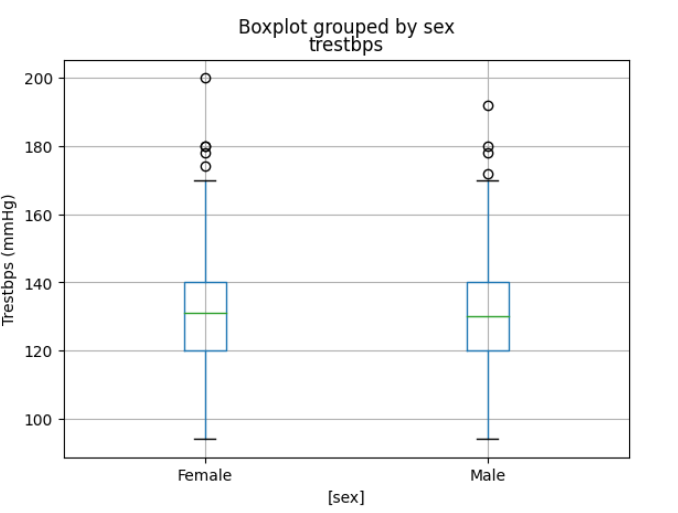 Boxplot grouped by sex
trestbps
Trestbps (mmHg)
200
180
160
140
120
100
Female Male
[sex]